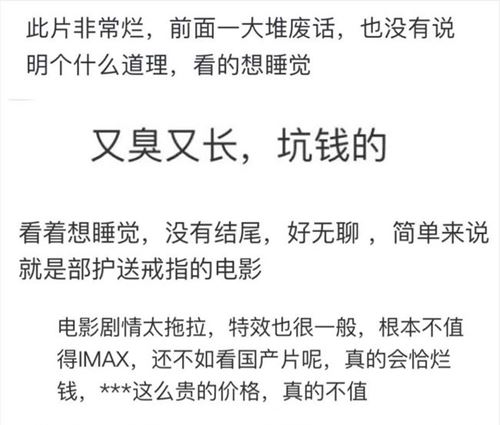 此片非常烂，前面一大堆废话，也没有说
明个什么道理，看的想睡觉
又臭又长，坑钱的
看着想睡觉，没有结尾，好无聊 ，简单来说
就是部护送戒指的电影
电影剧情太拖拉，特效也很一般，根本不值
得IMAX，还不如看国产片呢，真的会恰烂
钱，***这么贵的价格，真的不值